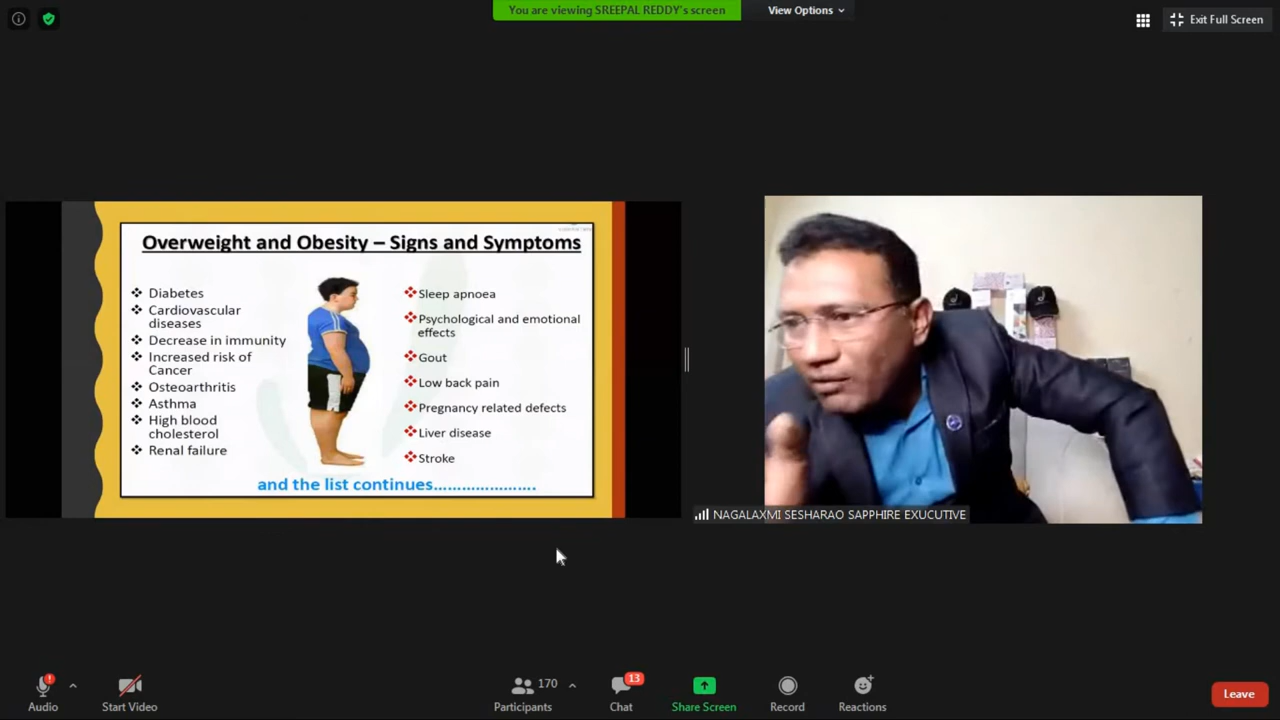 You are viewing SREEPAL REDDY's screen
View Options
Exit Full Screen
Overweight and Obesity – Signs and Symptoms
Diabetes
Cardiovascular
diseases
Decrease in immunity
Increased risk of
Cancer
Osteoarthritis
Asthma
High blood
cholesterol
Renal failure
Sleep apnoea
Psychological and emotional
effects
Gout
Low back pain
Pregnancy related defects
Liver disease
Stroke
and the list continues.......................
NAGALAXMI SESHARAO SAPPHIRE EXUCUTIVE
Audio
Start Video
170
Participants
13
Chat
Share Screen
Record
Reactions
Leave